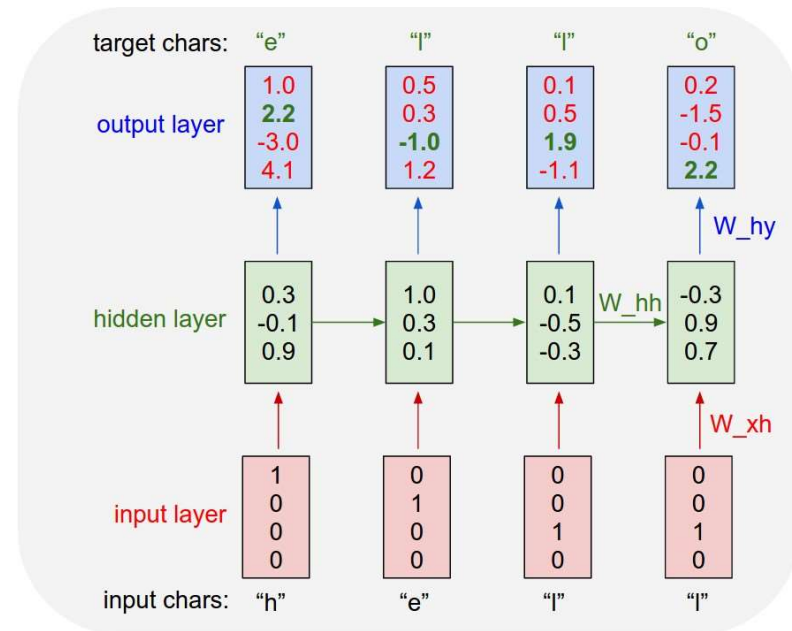 target chars: “e” “l” “l” “o”
1.0 0.5 0.1 0.2
2.2 0.3 0.5 -1.5
output layer
-3.0 -1.0 1.9 -0.1
4.1 1.2 -1.1 2.2
W_hy
0.3 1.0 0.1 W_hh -0.3
hidden layer -0.1 0.3 -0.5 0.9
0.9 0.1 -0.3 0.7
W_xh
1 0 0 0
0 1 0 0
input layer
0 0 1 1
0 0 0 0
input chars: “h” “e” “l” “l”